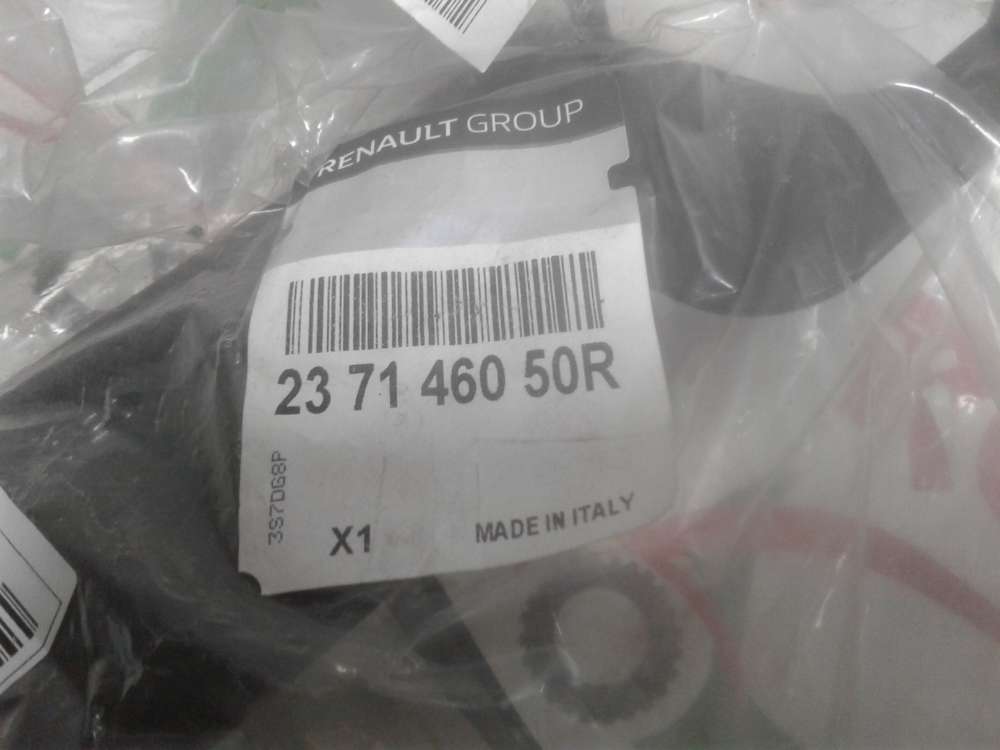 RENAULT GROUP
23 71 460 50R
3S7DG8P
X1
MADE IN ITALY